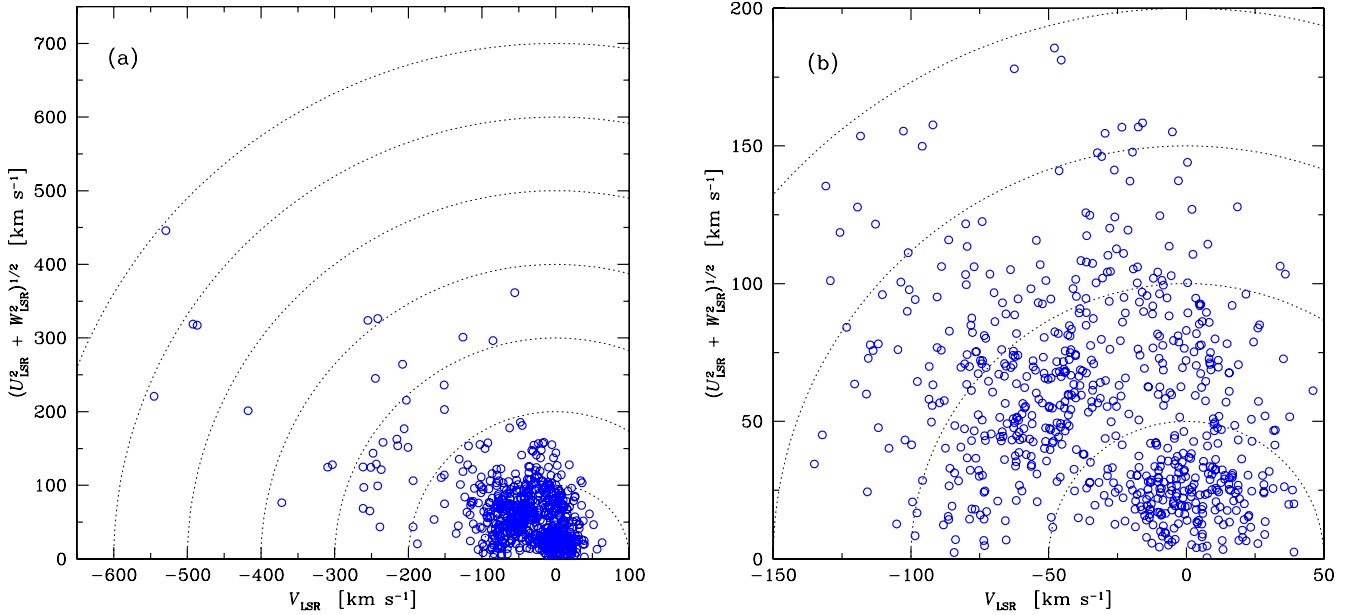 (a)
700
600
500
400
300
200
100
0
(U²LSR + W²LSR)¹/² [km s⁻¹]
−600 −500 −400 −300 −200 −100 0 100
VLSR [km s⁻¹]
(b)
200
150
100
50
0
(U²LSR + W²LSR)¹/² [km s⁻¹]
−150 −100 −50 0 50
VLSR [km s⁻¹]